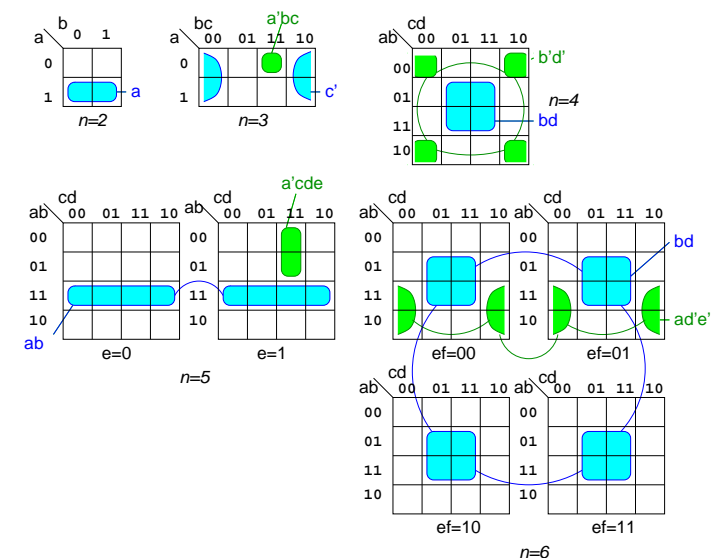 b
a 0 1
0
1
a
n=2
bc
a 00 01 11 10
a'bc
0
1
c'
n=3
cd
ab 00 01 11 10
b'd'
00
01
11
10
n=4
bd
cd
ab 00 01 11 10
00
01
11
10
ab
e=0
cd
ab 00 01 11 10
a'cde
00
01
11
10
e=1
n=5
cd
ab 00 01 11 10
00
01
11
10
ef=00
cd
ab 00 01 11 10
bd
00
01
11
10
ad'e'
ef=01
cd
ab 00 01 11 10
00
01
11
10
ef=10
cd
ab 00 01 11 10
00
01
11
10
ef=11
n=6